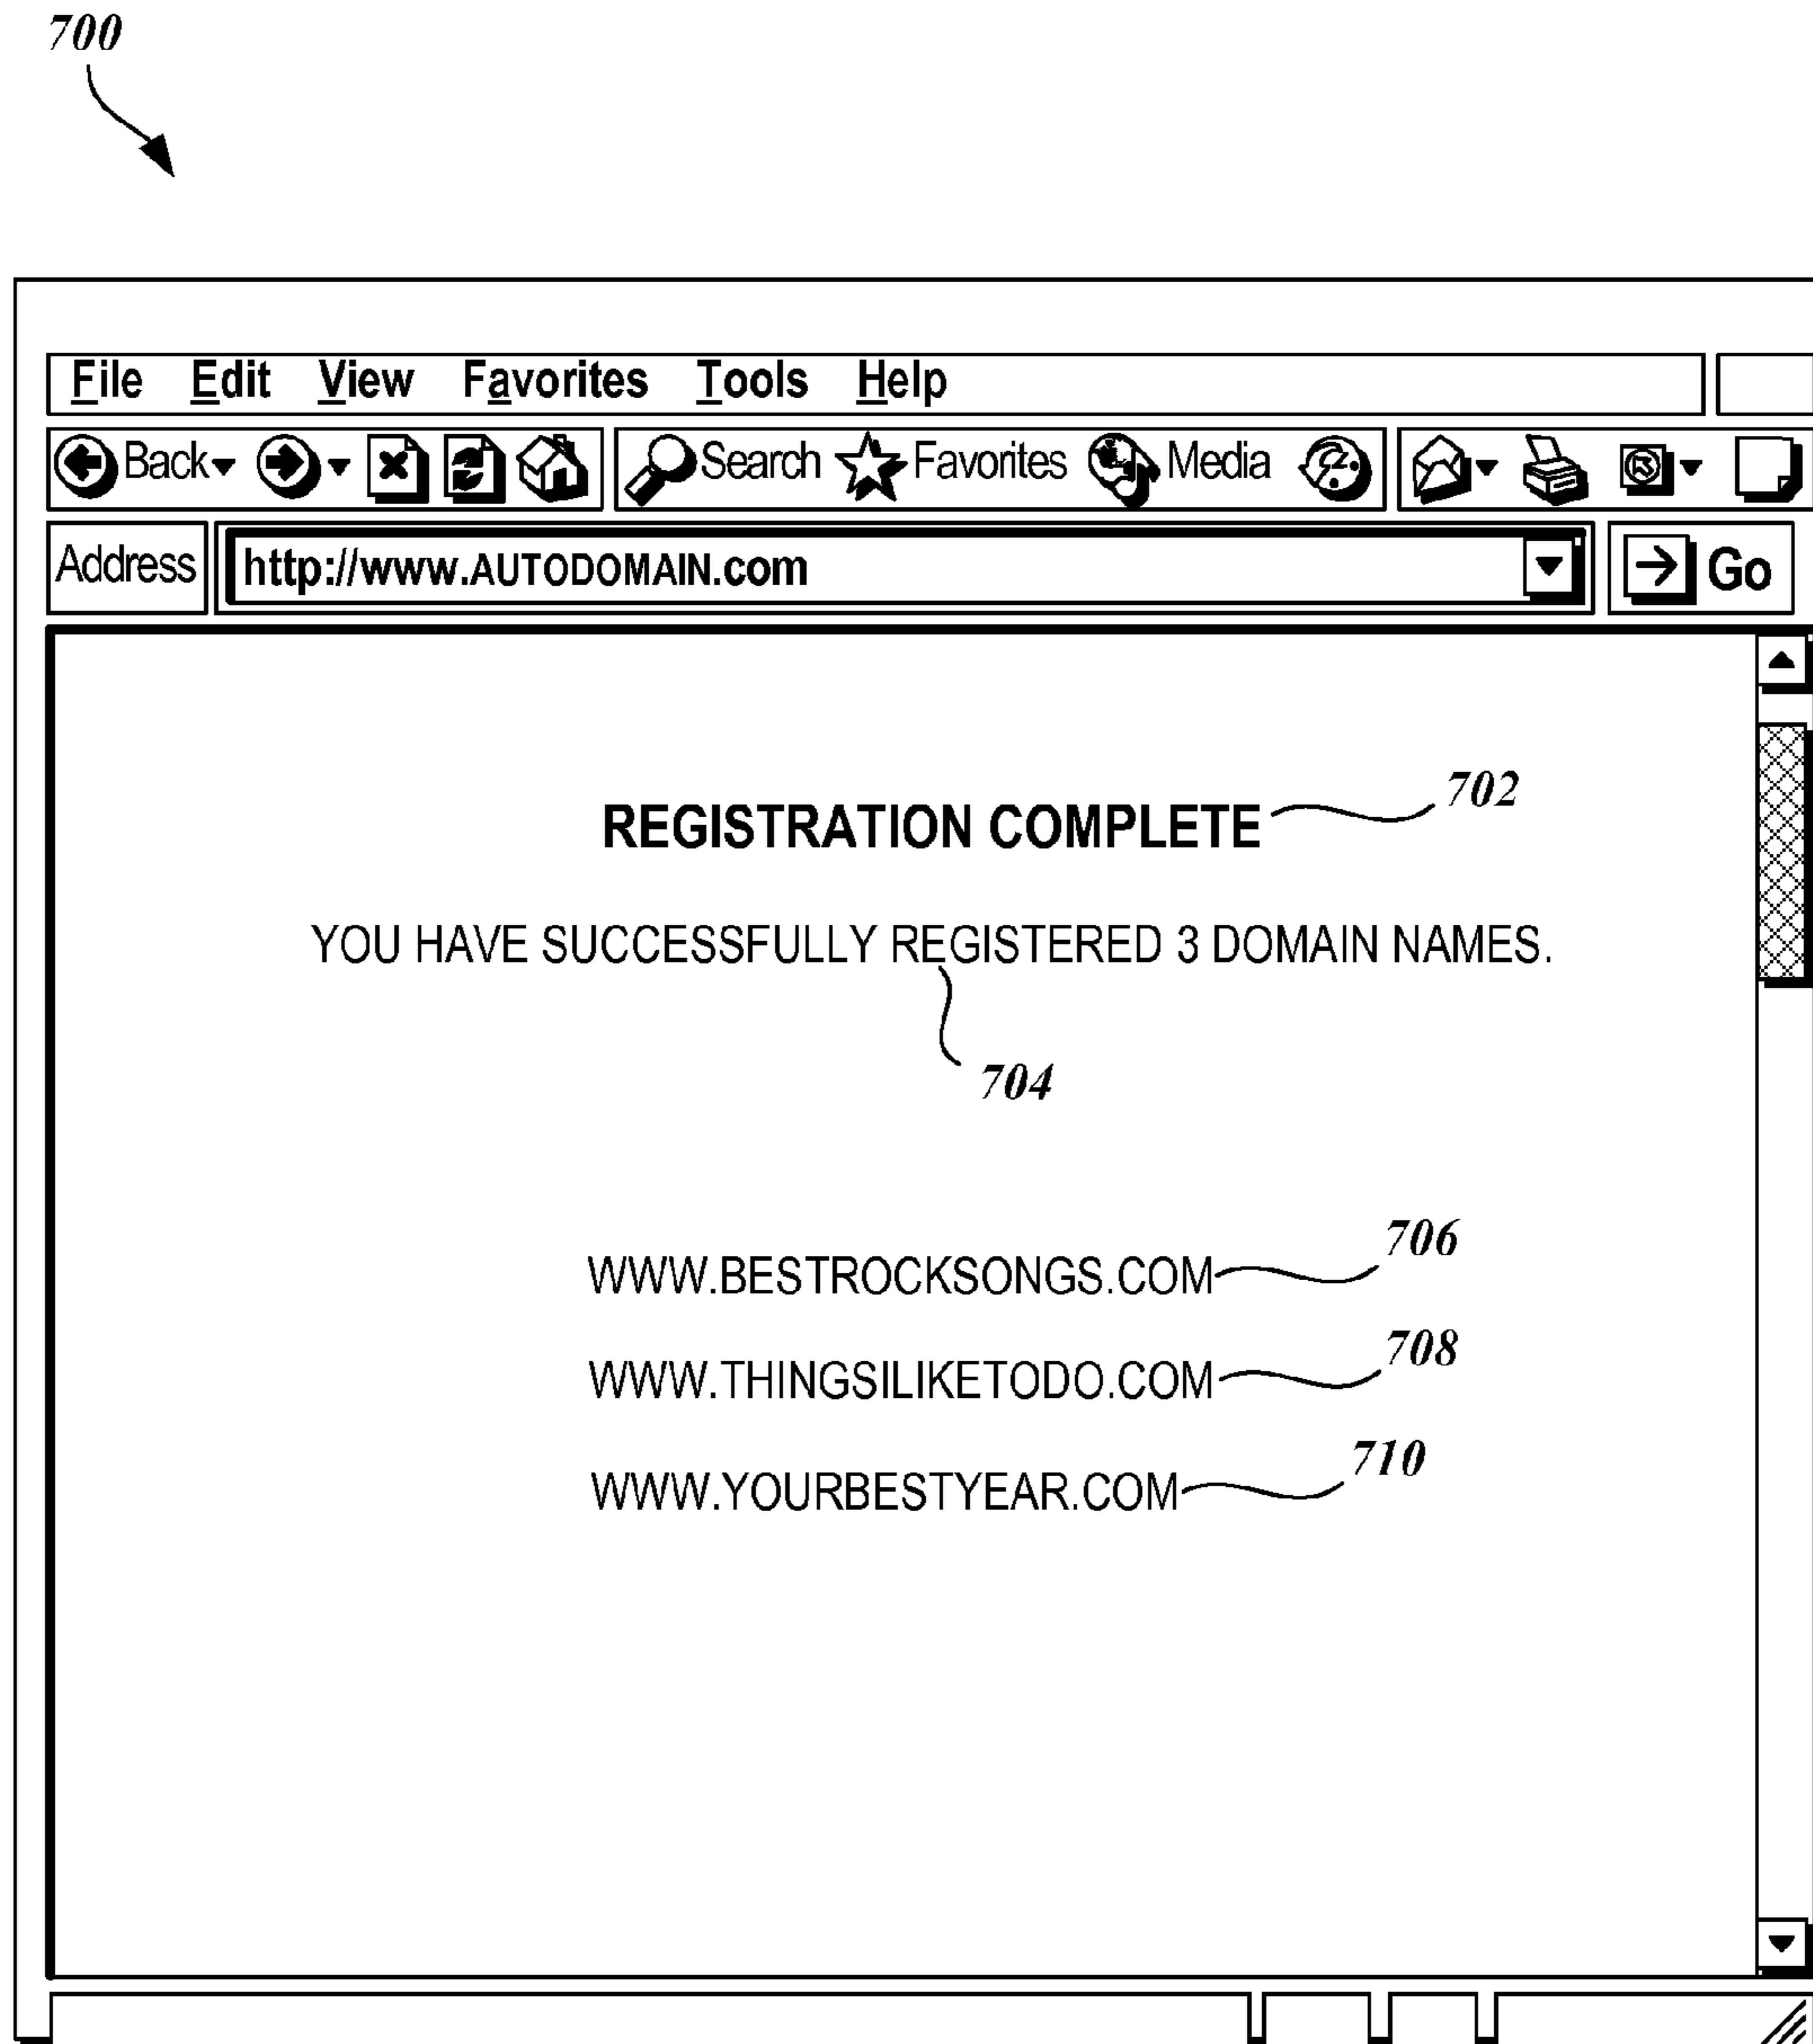 700
File Edit View Favorites Tools Help
Back Search Favorites Media
Address http://www.AUTODOMAIN.com Go
REGISTRATION COMPLETE 702
YOU HAVE SUCCESSFULLY REGISTERED 3 DOMAIN NAMES.
704
WWW.BESTROCKSONGS.COM 706
WWW.THINGSILIKETODO.COM 708
WWW.YOURBESTYEAR.COM 710